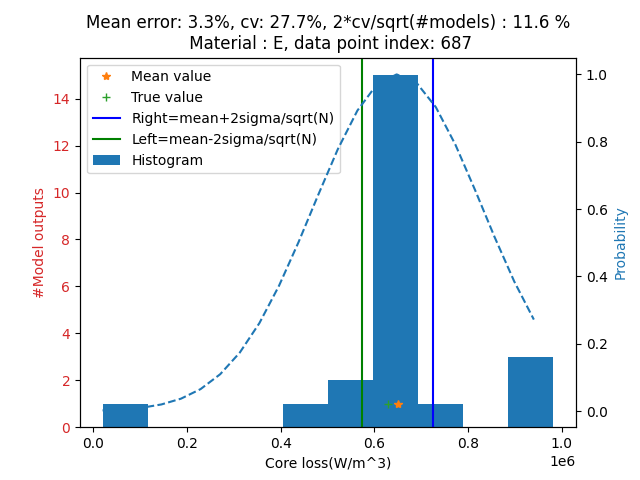 Mean error: 3.3%, cv: 27.7%, 2*cv/sqrt(#models) : 11.6 %
Material : E, data point index: 687
Mean value
True value
Right=mean+2sigma/sqrt(N)
Left=mean-2sigma/sqrt(N)
Histogram
#Model outputs
14
12
10
8
6
4
2
0
Probability
1.0
0.8
0.6
0.4
0.2
0.0
0.0 0.2 0.4 0.6 0.8 1.0
1e6
Core loss(W/m^3)